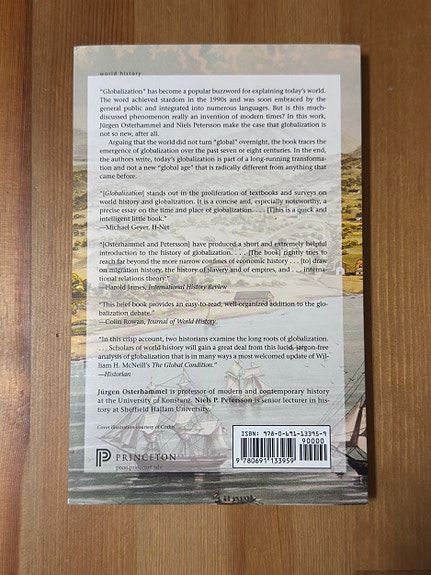 world history
"Globalization" has become a popular buzzword for explaining today's world.
The word achieved stardom in the 1990s and was soon embraced by the
general public and integrated into numerous languages. But is this much-
discussed phenomenon really an invention of modern times? In this work,
Jürgen Osterhammel and Niels Petersson make the case that globalization is
not so new, after all.
Arguing that the world did not turn "global" overnight, the book traces the
emergence of globalization over the past seven or eight centuries. In the end,
the authors write, today's globalization is part of a long-running transforma-
tion and not a new "global age" that is radically different from anything that
came before.
"[Globalization] stands out in the proliferation of textbooks and surveys on
world history and globalization. It is a concise and, especially noteworthy, a
precise essay on the time and place of globalization. . . . [T]his is a quick and
intelligent little book."
—Michael Geyer, H-Net
"[Osterhammel and Petersson] have produced a short and extremely helpful
introduction to the history of globalization. . . . [The book] rightly tries to
reach far beyond the more narrow confines of economic history . . . [to] draw
on migration history, the history of slavery and of empires, and . . . interna-
tional relations theory."
—Harold James, International History Review
"This brief book provides an easy-to-read, well-organized addition to the glo-
balization debate."
—Colin Rowan, Journal of World History
"In this crisp account, two historians examine the long roots of globalization.
. . . Scholars of world history will gain a great deal from this lucid, jargon-free
analysis of globalization that is in many ways a most welcomed update of Wil-
liam H. McNeill's The Global Condition."
—Historian
Jürgen Osterhammel is professor of modern and contemporary history
at the University of Konstanz. Niels P. Petersson is senior lecturer in history
at Sheffield Hallam University.
Cover illustration courtesy of Corbis
PRINCETON
press.princeton.edu
ISBN: 978-0-691-13395-9
90000
9 780691 133959